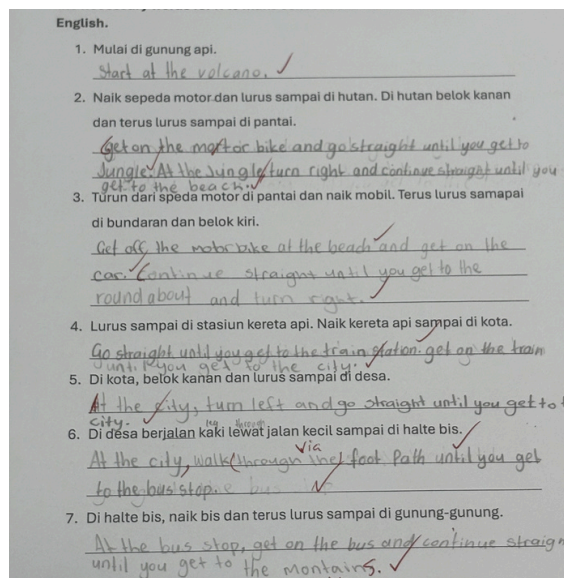 English.
1. Mulai di gunung api.
Start at the volcano.
2. Naik sepeda motor dan lurus sampai di hutan. Di hutan belok kanan
dan terus lurus sampai di pantai.
Get on the motor bike and go straight until you get to
Jungle. At the Jungle turn right and continue straight until you
get to the beach.
3. Turun dari speda motor di pantai dan naik mobil. Terus lurus samapai
di bundaran dan belok kiri.
Get off the motor bike at the beach and get on the
car. Continue straight until you get to the
roundabout and turn right.
4. Lurus sampai di stasiun kereta api. Naik kereta api sampai di kota.
Go straight until you get to the train station. get on the train
until you get to the city.
5. Di kota, belok kanan dan lurus sampai di desa.
At the city, turn left and go straight until you get to
city.
leg through
6. Di desa berjalan kaki lewat jalan kecil sampai di halte bis.
via
At the city, walk (through the) foot Path until you get
to the bus stop.
7. Di halte bis, naik bis dan terus lurus sampai di gunung-gunung.
At the bus stop, get on the bus and continue straigh
until you get to the montains.